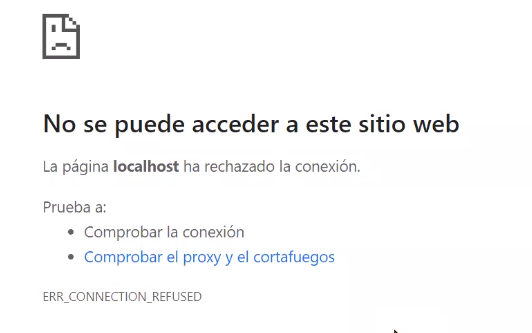 No se puede acceder a este sitio web
La página localhost ha rechazado la conexión.
Prueba a:
• Comprobar la conexión
• Comprobar el proxy y el cortafuegos
ERR_CONNECTION_REFUSED